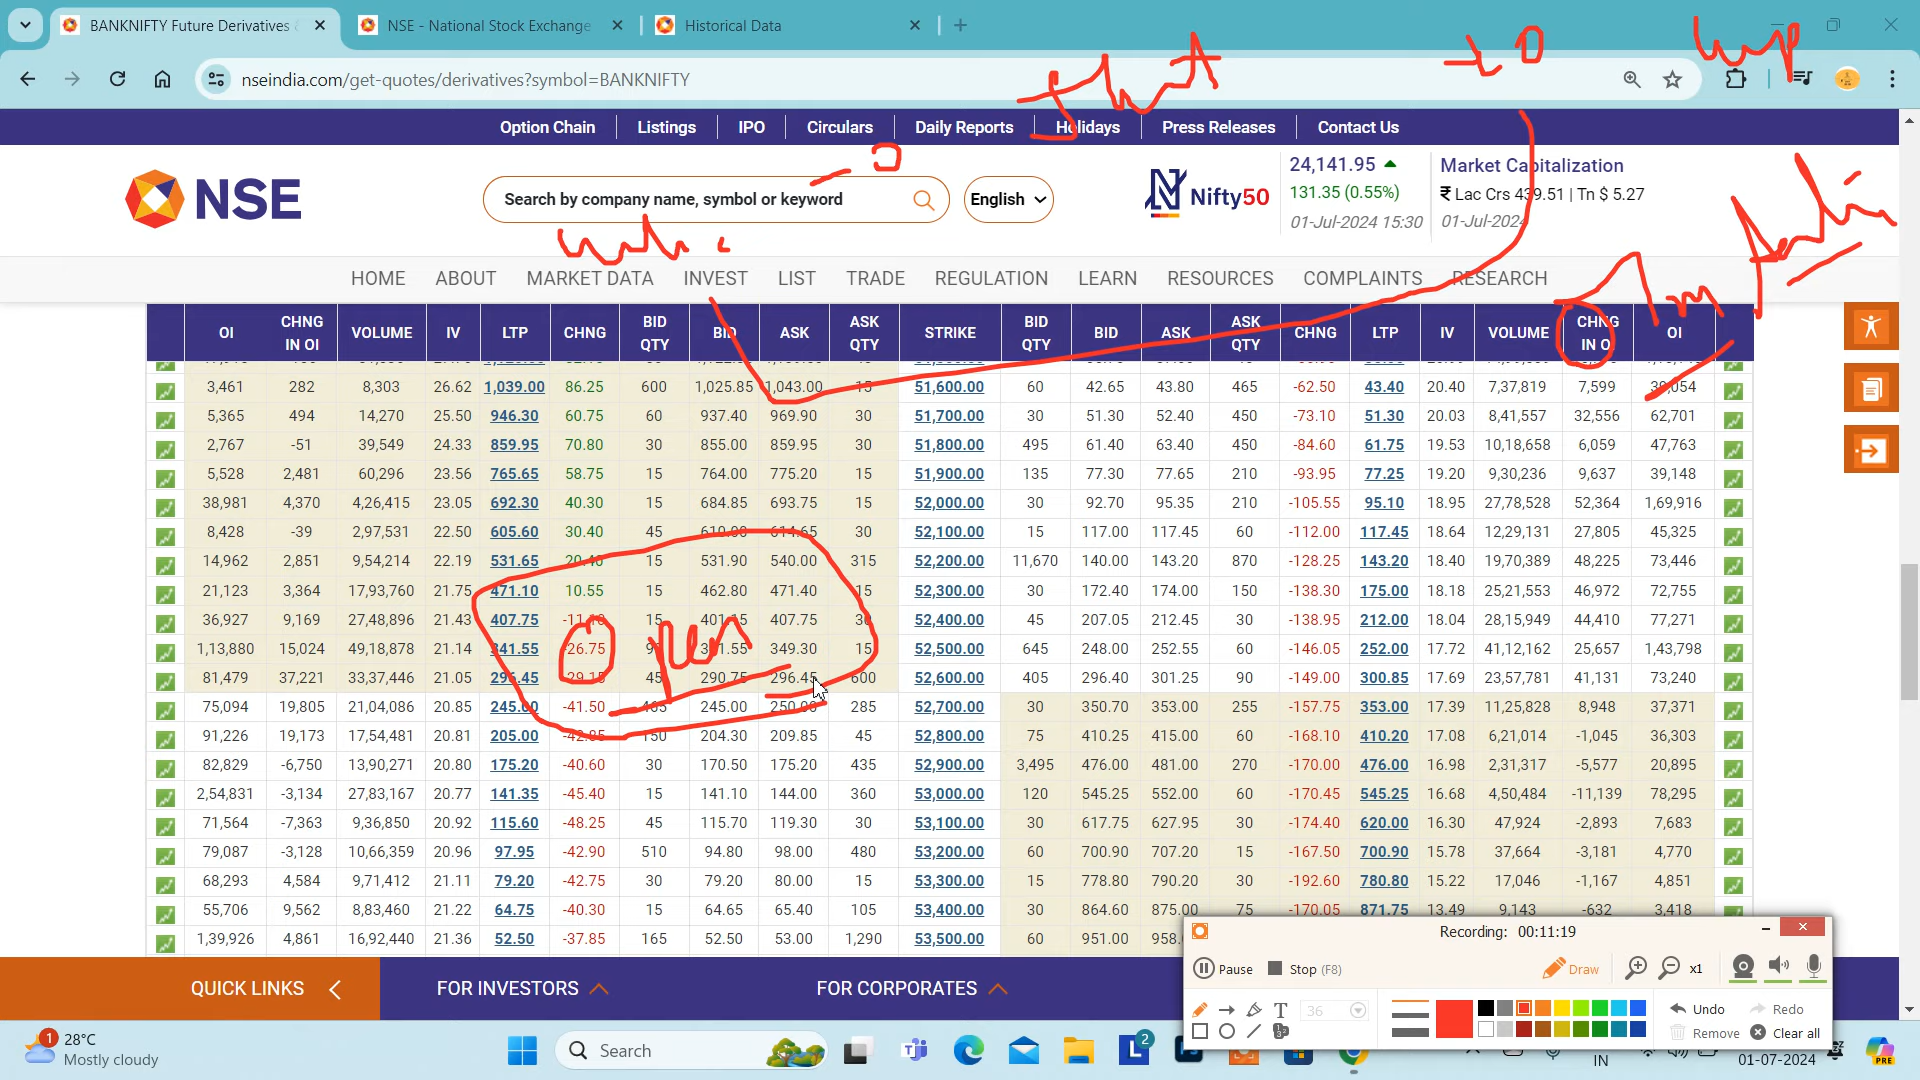 BANKNIFTY Future Derivatives
NSE - National Stock Exchange
Historical Data
nseindia.com/get-quotes/derivatives?symbol=BANKNIFTY
Option Chain Listings IPO Circulars Daily Reports Holidays Press Releases Contact Us
NSE
Search by company name, symbol or keyword
English
Nifty50
24,141.95
131.35 (0.55%)
01-Jul-2024 15:30
Market Capitalization
₹ Lac Crs 439.51 | Tn $ 5.27
01-Jul-2024
HOME ABOUT MARKET DATA INVEST LIST TRADE REGULATION LEARN RESOURCES COMPLAINTS RESEARCH
OI CHNG IN OI VOLUME IV LTP CHNG BID QTY BID ASK ASK QTY STRIKE BID QTY BID ASK ASK QTY CHNG LTP IV VOLUME CHNG IN OI OI
3,461 282 8,303 26.62 1,039.00 86.25 600 1,025.85 1,043.00 15 51,600.00 60 42.65 43.80 465 -62.50 43.40 20.40 7,37,819 7,599
5,365 494 14,270 25.50 946.30 60.75 60 937.40 969.90 30 51,700.00 30 51.30 52.40 450 -73.10 51.30 20.03 8,41,557 32,556 62,701
2,767 -51 39,549 24.33 859.95 70.80 30 855.00 859.95 30 51,800.00 495 61.40 63.40 450 -84.60 61.75 19.53 10,18,658 6,059 47,763
5,528 2,481 60,296 23.56 765.65 58.75 15 764.00 775.20 15 51,900.00 135 77.30 77.65 210 -93.95 77.25 19.20 9,30,236 9,637 39,148
38,981 4,370 4,26,415 23.05 692.30 40.30 15 684.85 693.75 15 52,000.00 30 92.70 95.35 210 -105.55 95.10 18.95 27,78,528 52,364 1,69,916
8,428 -39 2,97,531 22.50 605.60 30.40 45 610.00 614.65 30 52,100.00 15 117.00 117.45 60 -112.00 117.45 18.64 12,29,131 27,805 45,325
14,962 2,851 9,54,214 22.19 531.65 20.40 15 531.90 540.00 315 52,200.00 11,670 140.00 143.20 870 -128.25 143.20 18.40 19,70,389 48,225 73,446
21,123 3,364 17,93,760 21.75 471.10 10.55 15 462.80 471.40 15 52,300.00 30 172.40 174.00 150 -138.30 175.00 18.18 25,21,553 46,972 72,755
36,927 9,169 27,48,896 21.43 407.75 15 401.15 407.75 30 52,400.00 45 207.05 212.45 30 -138.95 212.00 18.04 28,15,949 44,410 77,271
1,13,880 15,024 49,18,878 21.14 341.55 -26.75 349.30 15 52,500.00 645 248.00 252.55 60 -146.05 252.00 17.72 41,12,162 25,657 1,43,798
81,479 37,221 33,37,446 21.05 296.45 -29.15 45 290.75 296.45 600 52,600.00 405 296.40 301.25 90 -149.00 300.85 17.69 23,57,781 41,131 73,240
75,094 19,805 21,04,086 20.85 245.00 -41.50 465 245.00 250.00 285 52,700.00 30 350.70 353.00 255 -157.75 353.00 17.39 11,25,828 8,948 37,371
91,226 19,173 17,54,481 20.81 205.00 150 204.30 209.85 45 52,800.00 75 410.25 415.00 60 -168.10 410.20 17.08 6,21,014 -1,045 36,303
82,829 -6,750 13,90,271 20.80 175.20 -40.60 30 170.50 175.20 435 52,900.00 3,495 476.00 481.00 270 -170.00 476.00 16.98 2,31,317 -5,577 20,895
2,54,831 -3,134 27,83,167 20.77 141.35 -45.40 15 141.10 144.00 360 53,000.00 120 545.25 552.00 60 -170.45 545.25 16.68 4,50,484 -11,139 78,295
71,564 -7,363 9,36,850 20.92 115.60 -48.25 45 115.70 119.30 30 53,100.00 30 617.75 627.95 30 -174.40 620.00 16.30 47,924 -2,893 7,683
79,087 -3,128 10,66,359 20.96 97.95 -42.90 510 94.80 98.00 480 53,200.00 60 700.90 707.20 15 -167.50 700.90 15.78 37,664 -3,181 4,770
68,293 4,584 9,71,412 21.11 79.20 -42.75 30 79.20 80.00 15 53,300.00 15 778.80 790.20 30 -192.60 780.80 15.22 17,046 -1,167 4,851
55,706 9,562 8,83,460 21.22 64.75 -40.30 15 64.65 65.40 105 53,400.00 30 864.60 875.00 75 -170.05 871.75 13.49 9,143 -632 3,418
1,39,926 4,861 16,92,440 21.36 52.50 -37.85 165 52.50 53.00 1,290 53,500.00 60 951.00 958.
Open
Recording: 00:11:19
Pause Stop (F8) Draw x1
36 Undo Redo
Remove Clear all
QUICK LINKS FOR INVESTORS FOR CORPORATES
1 28°C
Mostly cloudy
Search
2
IN
01-07-2024
PRE